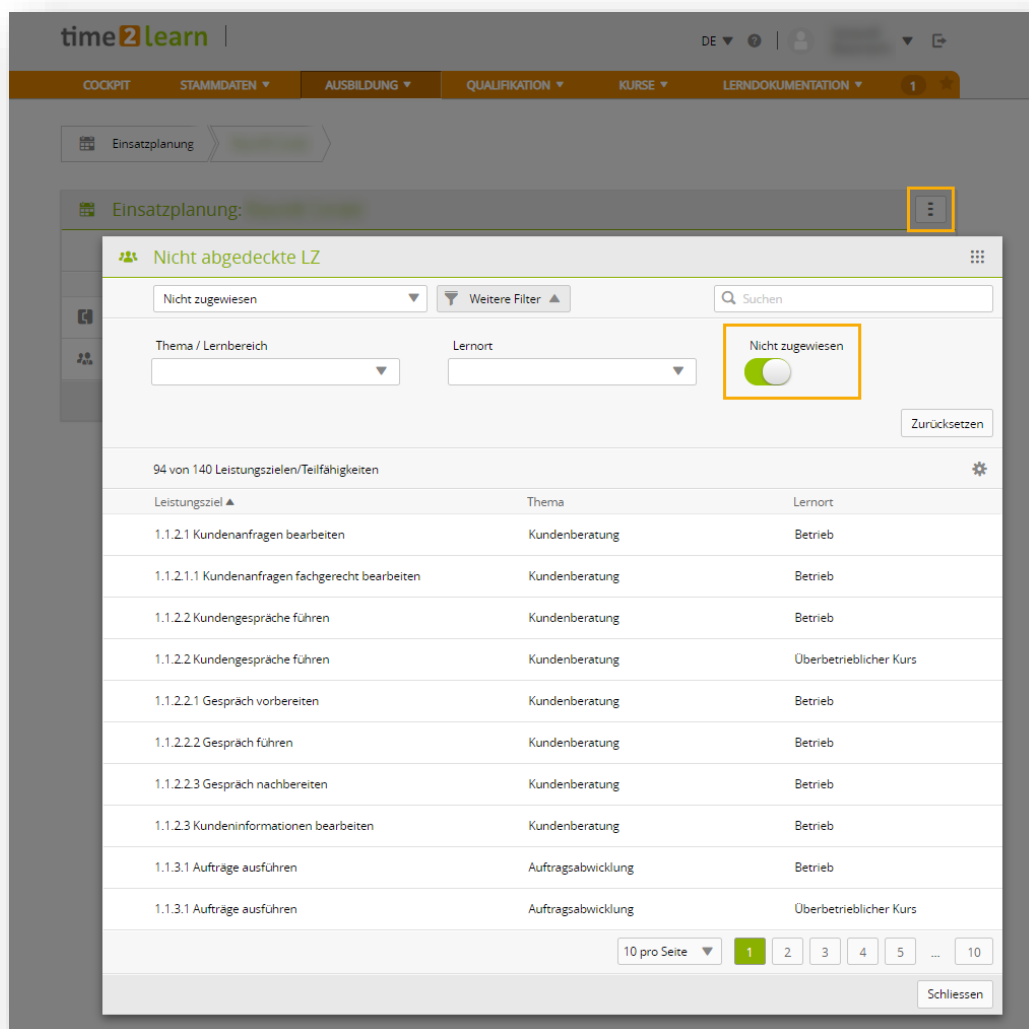 time2learn
DE
COCKPIT STAMMDATEN AUSBILDUNG QUALIFIKATION KURSE LERNDOKUMENTATION 1
Einsatzplanung
Einsatzplanung:
Nicht abgedeckte LZ
Nicht zugewiesen Weitere Filter Suchen
Thema / Lernbereich Lernort Nicht zugewiesen
Zurücksetzen
94 von 140 Leistungszielen/Teilfähigkeiten
Leistungsziel Thema Lernort
1.1.2.1 Kundenanfragen bearbeiten Kundenberatung Betrieb
1.1.2.1.1 Kundenanfragen fachgerecht bearbeiten Kundenberatung Betrieb
1.1.2.2 Kundengespräche führen Kundenberatung Betrieb
1.1.2.2 Kundengespräche führen Kundenberatung Überbetrieblicher Kurs
1.1.2.2.1 Gespräch vorbereiten Kundenberatung Betrieb
1.1.2.2.2 Gespräch führen Kundenberatung Betrieb
1.1.2.2.3 Gespräch nachbereiten Kundenberatung Betrieb
1.1.2.3 Kundeninformationen bearbeiten Kundenberatung Betrieb
1.1.3.1 Aufträge ausführen Auftragsabwicklung Betrieb
1.1.3.1 Aufträge ausführen Auftragsabwicklung Überbetrieblicher Kurs
10 pro Seite 1 2 3 4 5 ... 10
Schliessen